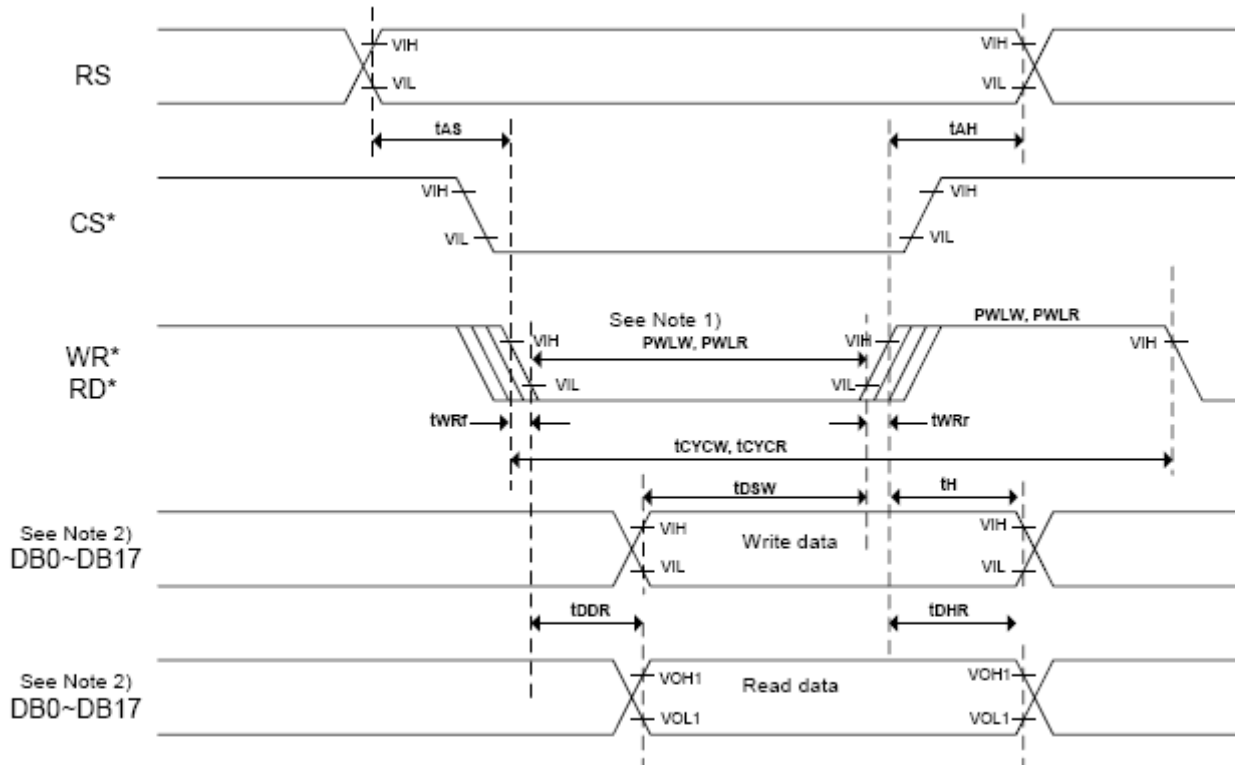 RS
VIH
VIH
VIL
VIL
tAS
tAH
CS*
VIH
VIH
VIL
VIL
WR*
RD*
See Note 1)
PWLW, PWLR
PWLW, PWLR
VIH
VIH
VIH
VIL
VIL
tWRf
tWRr
tCYCW, tCYCR
tDSW
tH
See Note 2)
DB0~DB17
VIH
Write data
VIH
VIL
VIL
tDDR
tDHR
See Note 2)
DB0~DB17
VOH1
Read data
VOH1
VOL1
VOL1